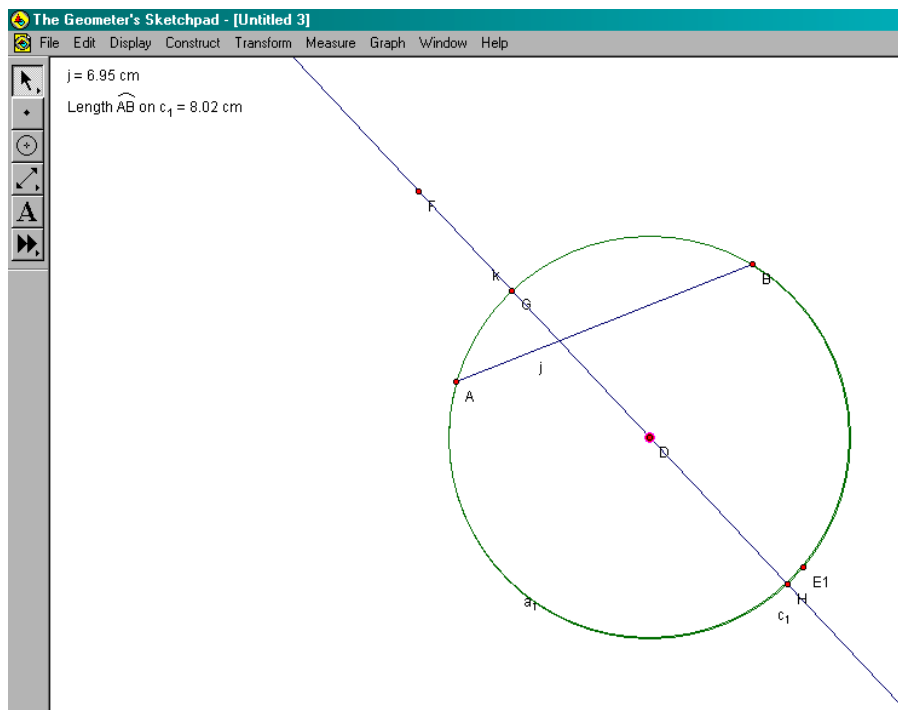 The Geometer's Sketchpad - [Untitled 3]
File Edit Display Construct Transform Measure Graph Window Help
j = 6.95 cm
Length AB on c₁ = 8.02 cm
A
F
k
G
B
j
A
D
E1
H
a₁
c₁